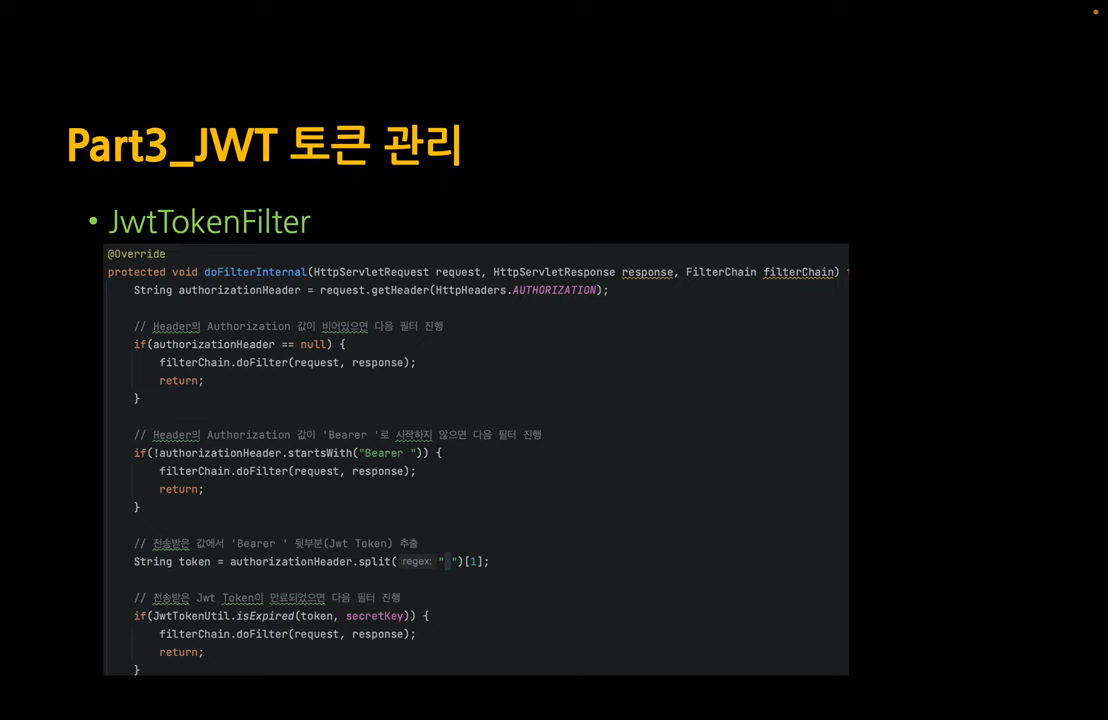 Part3_JWT 토큰 관리
• JwtTokenFilter
@Override
protected void doFilterInternal(HttpServletRequest request, HttpServletResponse response, FilterChain filterChain)
String authorizationHeader = request.getHeader(HttpHeaders.AUTHORIZATION);
// Header의 Authorization 값이 비어있으면 다음 필터 진행
if(authorizationHeader == null) {
filterChain.doFilter(request, response);
return;
}
// Header의 Authorization 값이 'Bearer '로 시작하지 않으면 다음 필터 진행
if(!authorizationHeader.startsWith("Bearer ")) {
filterChain.doFilter(request, response);
return;
}
// 전송받은 값에서 'Bearer ' 뒷부분(Jwt Token) 추출
String token = authorizationHeader.split( regex: " ")[1];
// 전송받은 Jwt Token이 만료되었으면 다음 필터 진행
if(JwtTokenUtil.isExpired(token, secretKey)) {
filterChain.doFilter(request, response);
return;
}